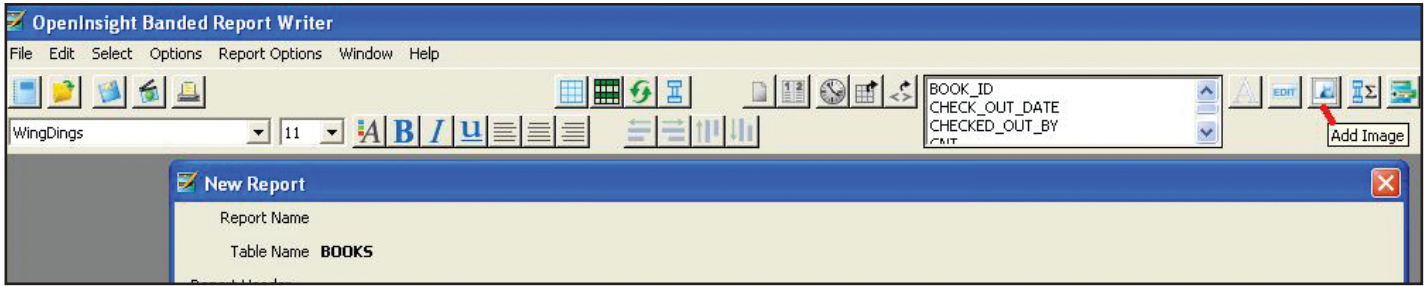 OpenInsight Banded Report Writer
File Edit Select Options Report Options Window Help
BOOK_ID
CHECK_OUT_DATE
CHECKED_OUT_BY
CNT
EDIT
WingDings 11 A B I U
Add Image
New Report
Report Name
Table Name BOOKS